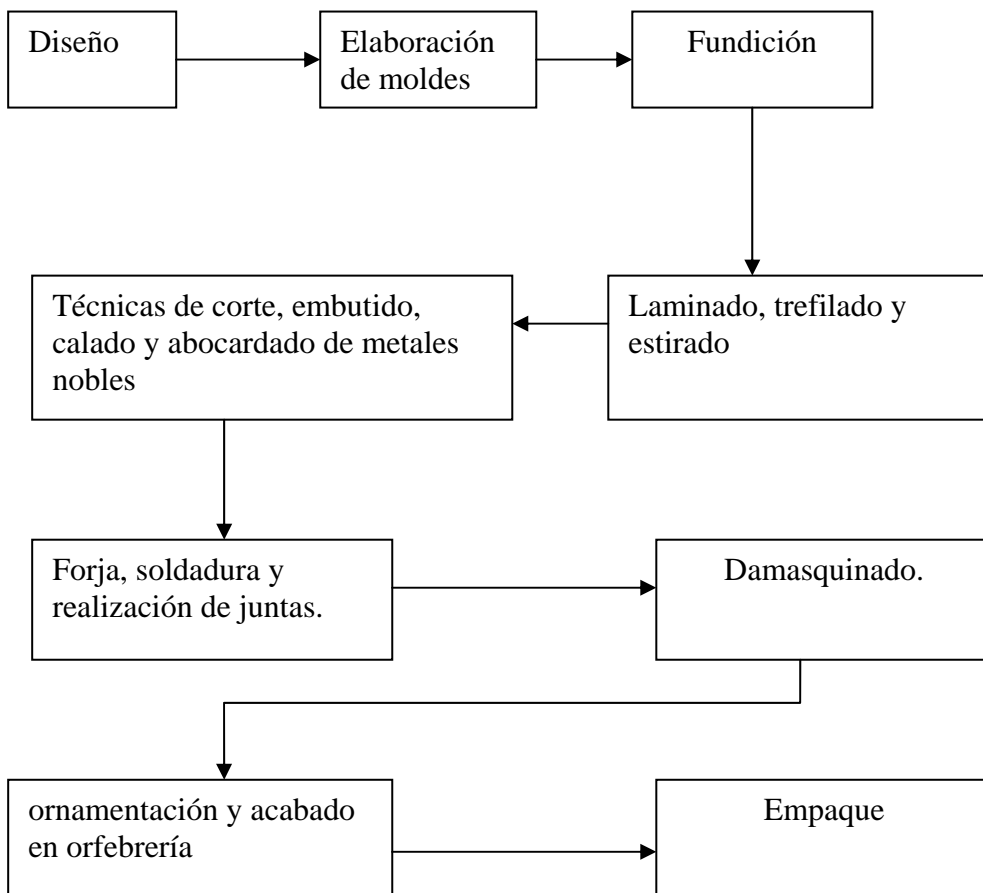 Diseño
Elaboración
de moldes
Fundición
Técnicas de corte, embutido,
calado y abocardado de metales
nobles
Laminado, trefilado y
estirado
Forja, soldadura y
realización de juntas.
Damasquinado.
ornamentación y acabado
en orfebrería
Empaque